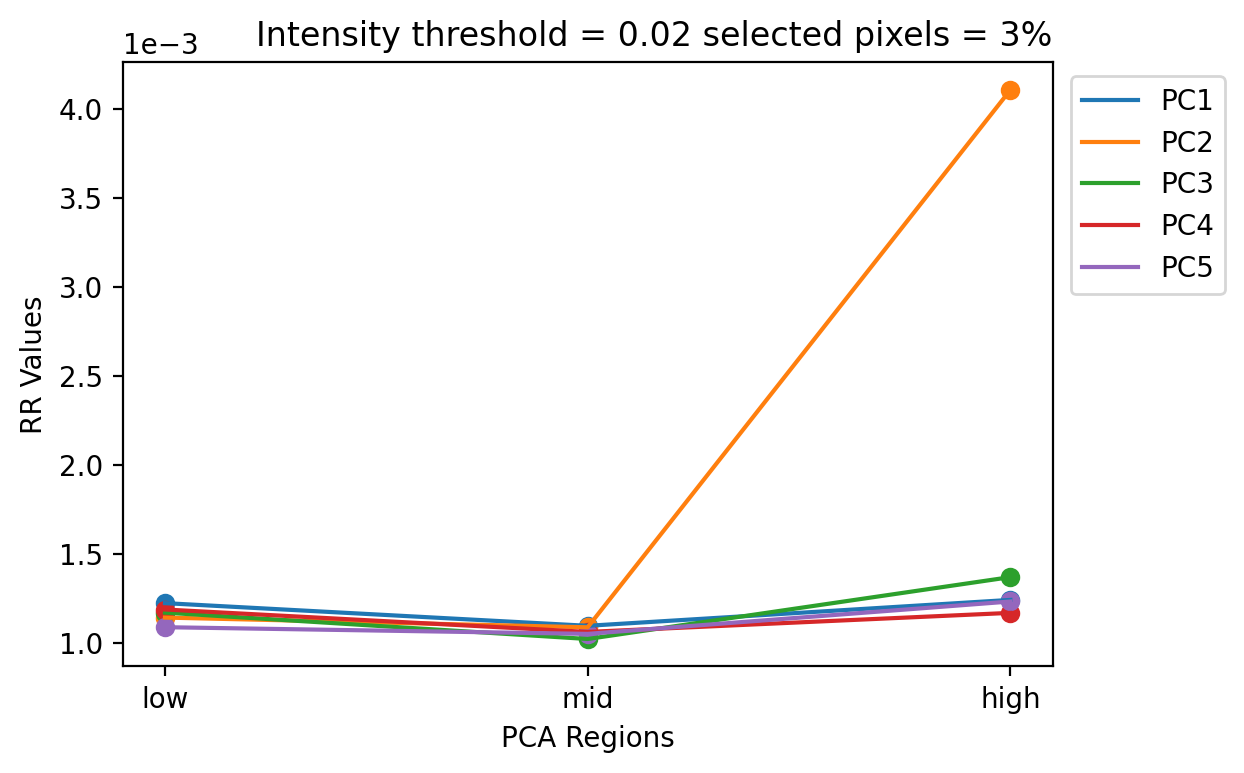 Intensity threshold = 0.02 selected pixels = 3%
1e−3
4.0
3.5
3.0
2.5
2.0
1.5
1.0
RR Values
low mid high
PCA Regions
PC1
PC2
PC3
PC4
PC5